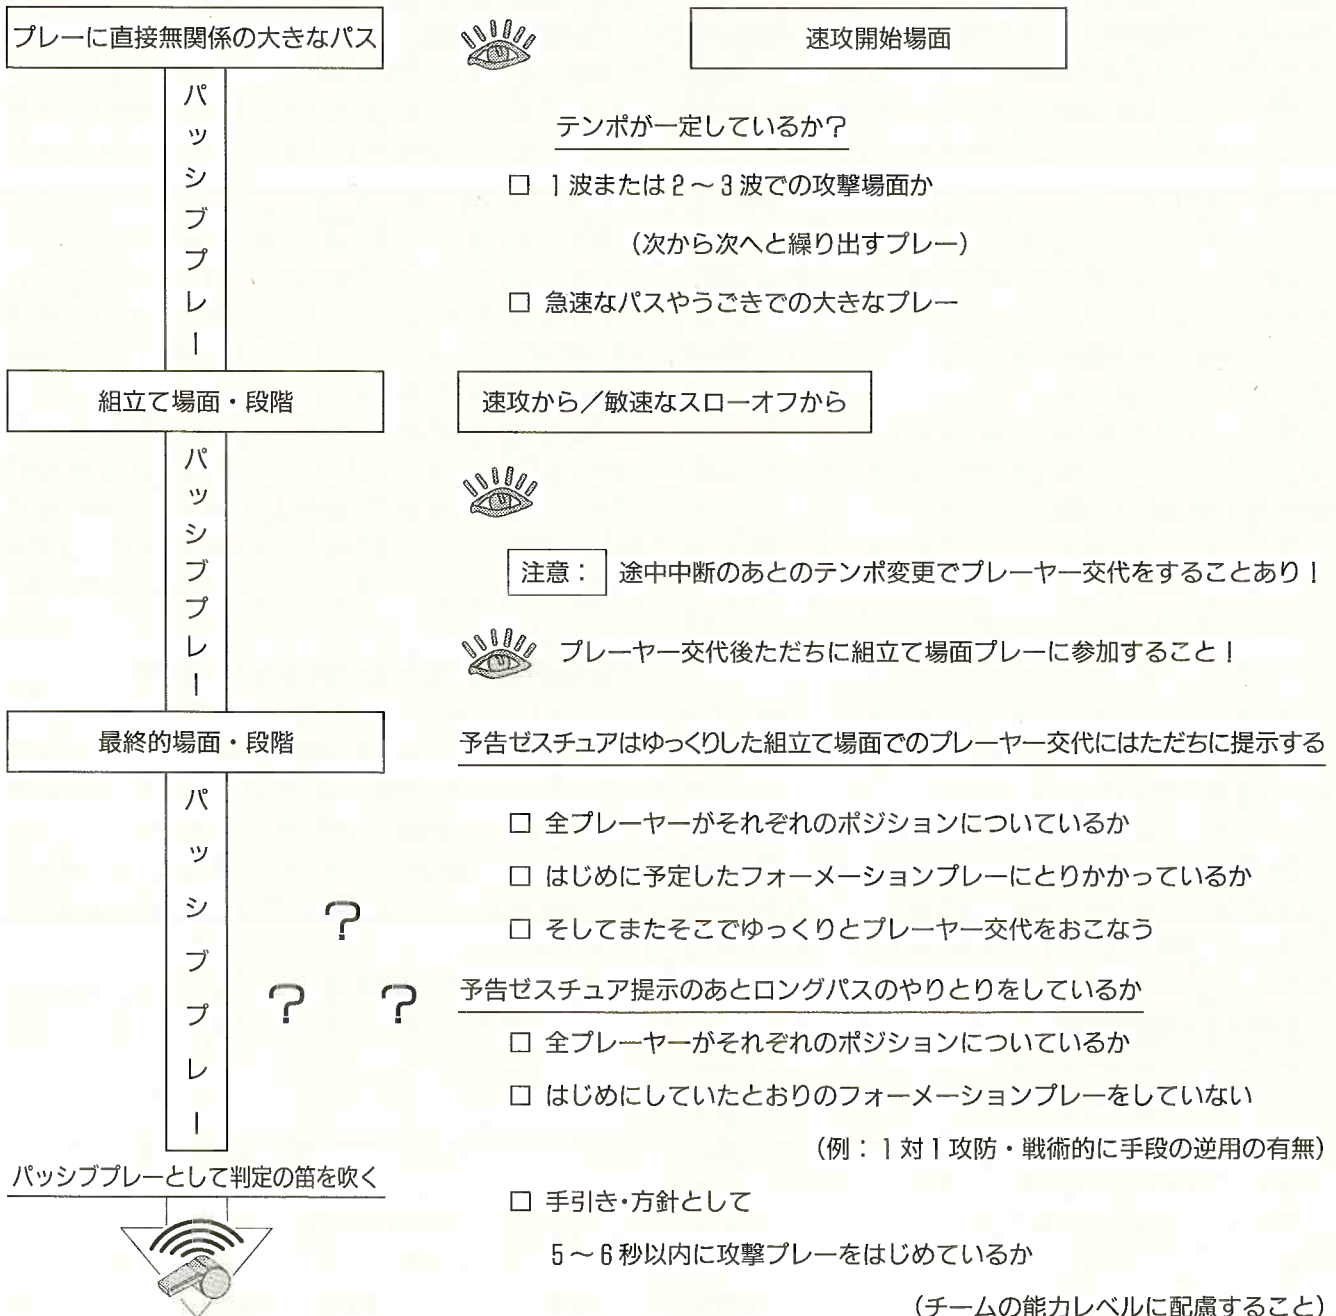 プレーに直接無関係の大きなパス
速攻開始場面
パッシブプレー
テンポが一定しているか?
□ 1波または2～3波での攻撃場面か
(次から次へと繰り出すプレー)
□ 急速なパスやうごきでの大きなプレー
組立て場面・段階
速攻から/敏速なスローオフから
パッシブプレー
注意: 途中中断のあとのテンポ変更でプレーヤー交代をすることあり!
プレーヤー交代後ただちに組立て場面プレーに参加すること!
最終的場面・段階
予告ゼスチュアはゆっくりした組立て場面でのプレーヤー交代にはただちに提示する
パッシブプレー
□ 全プレーヤーがそれぞれのポジションについているか
□ はじめに予定したフォーメーションプレーにとりかかっているか
?
□ そしてまたそこでゆっくりとプレーヤー交代をおこなう
? ?
予告ゼスチュア提示のあとロングパスのやりとりをしているか
□ 全プレーヤーがそれぞれのポジションについているか
□ はじめにしていたとおりのフォーメーションプレーをしていない
(例:1対1攻防・戦術的に手段の逆用の有無)
パッシブプレーとして判定の笛を吹く
□ 手引き・方針として
5～6秒以内に攻撃プレーをはじめているか
(チームの能力レベルに配慮すること)